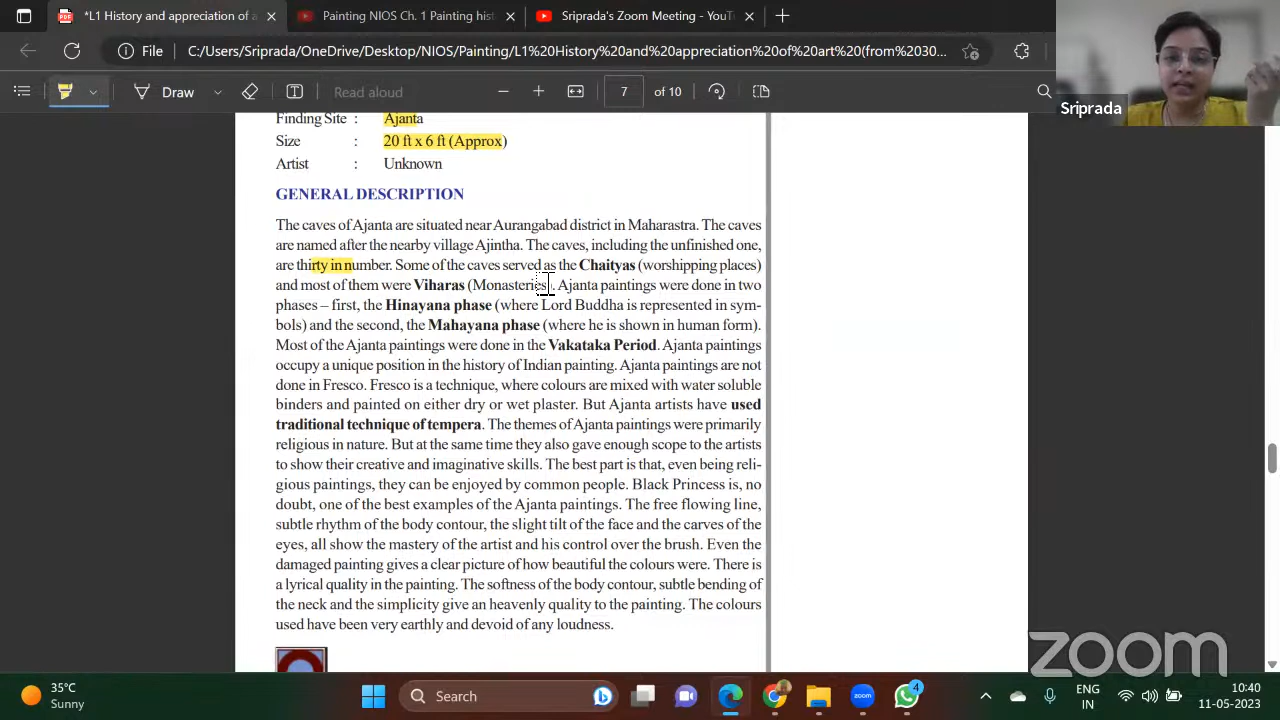 *L1 History and appreciation of a
Painting NIOS Ch. 1 Painting hist
Sriprada's Zoom Meeting - YouT
File
C:/Users/Sriprada/OneDrive/Desktop/NIOS/Painting/L1%20History%20and%20appreciation%20of%20art%20(from%2030...
Draw
Read aloud
7
of 10
Sriprada
Finding Site : Ajanta
Size : 20 ft x 6 ft (Approx)
Artist : Unknown
GENERAL DESCRIPTION
The caves of Ajanta are situated near Aurangabad district in Maharastra. The caves
are named after the nearby village Ajintha. The caves, including the unfinished one,
are thirty in number. Some of the caves served as the Chaityas (worshipping places)
and most of them were Viharas (Monasteries). Ajanta paintings were done in two
phases – first, the Hinayana phase (where Lord Buddha is represented in sym-
bols) and the second, the Mahayana phase (where he is shown in human form).
Most of the Ajanta paintings were done in the Vakataka Period. Ajanta paintings
occupy a unique position in the history of Indian painting. Ajanta paintings are not
done in Fresco. Fresco is a technique, where colours are mixed with water soluble
binders and painted on either dry or wet plaster. But Ajanta artists have used
traditional technique of tempera. The themes of Ajanta paintings were primarily
religious in nature. But at the same time they also gave enough scope to the artists
to show their creative and imaginative skills. The best part is that, even being reli-
gious paintings, they can be enjoyed by common people. Black Princess is, no
doubt, one of the best examples of the Ajanta paintings. The free flowing line,
subtle rhythm of the body contour, the slight tilt of the face and the carves of the
eyes, all show the mastery of the artist and his control over the brush. Even the
damaged painting gives a clear picture of how beautiful the colours were. There is
a lyrical quality in the painting. The softness of the body contour, subtle bending of
the neck and the simplicity give an heavenly quality to the painting. The colours
used have been very earthly and devoid of any loudness.
zoom
35°C
Sunny
Search
zoom
4
ENG
IN
10:40
11-05-2023